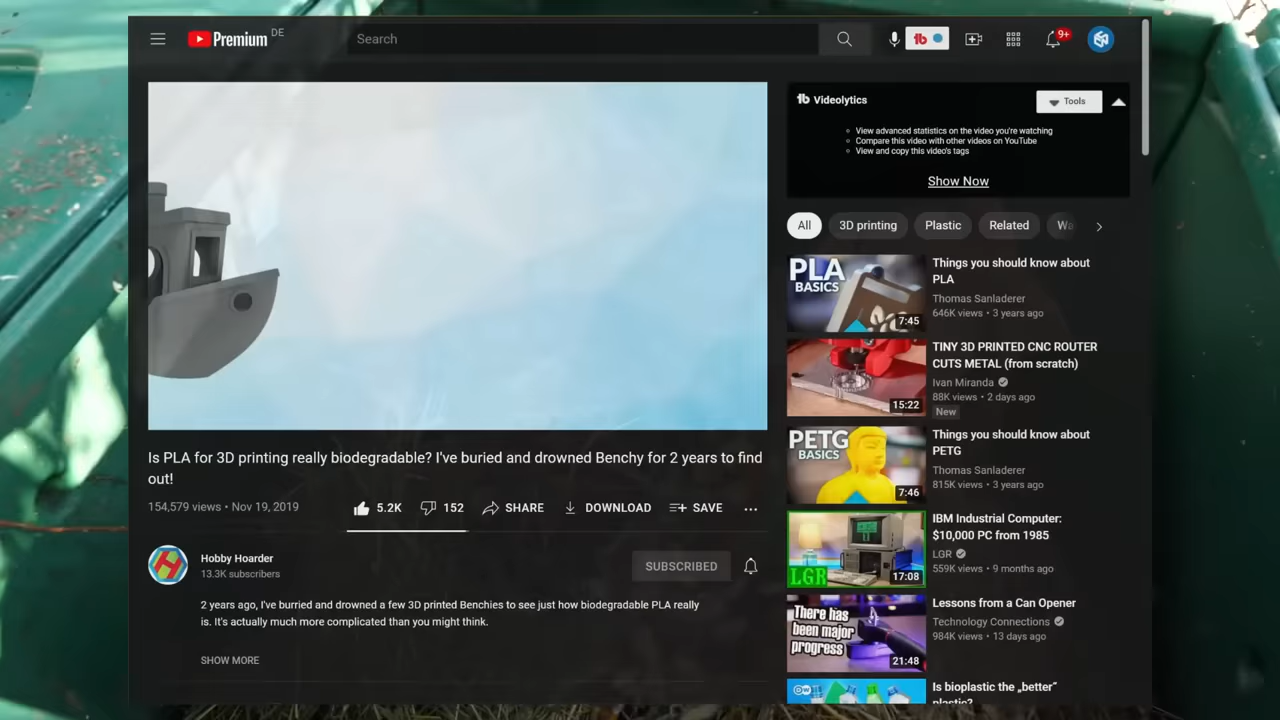 Premium DE
Search
9+
Videolytics
Tools
View advanced statistics on the video you're watching
Compare this video with other videos on YouTube
View and copy this video's tags
Show Now
All
3D printing
Plastic
Related
Wa
PLA
BASICS
7:45
Things you should know about
PLA
Thomas Sanladerer
646K views • 3 years ago
15:22
TINY 3D PRINTED CNC ROUTER
CUTS METAL (from scratch)
Ivan Miranda
88K views • 2 days ago
New
PETG
BASICS
7:46
Things you should know about
PETG
Thomas Sanladerer
815K views • 3 years ago
LGR
17:08
IBM Industrial Computer:
$10,000 PC from 1985
LGR
559K views • 9 months ago
There has
been major
progress
21:48
Lessons from a Can Opener
Technology Connections
984K views • 13 days ago
DW
Is bioplastic the „better“
plastic?
Is PLA for 3D printing really biodegradable? I've buried and drowned Benchy for 2 years to find
out!
154,579 views • Nov 19, 2019
5.2K
152
SHARE
DOWNLOAD
SAVE
Hobby Hoarder
13.3K subscribers
SUBSCRIBED
2 years ago, I've burried and drowned a few 3D printed Benchies to see just how biodegradable PLA really
is. It's actually much more complicated than you might think.
SHOW MORE